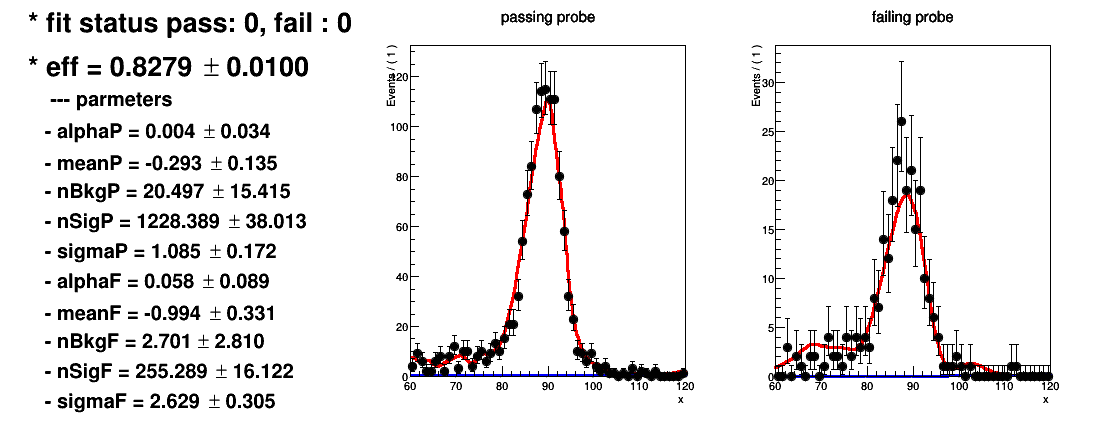 * fit status pass: 0, fail : 0
* eff = 0.8279 ± 0.0100
--- parmeters
- alphaP = 0.004 ± 0.034
- meanP = -0.293 ± 0.135
- nBkgP = 20.497 ± 15.415
- nSigP = 1228.389 ± 38.013
- sigmaP = 1.085 ± 0.172
- alphaF = 0.058 ± 0.089
- meanF = -0.994 ± 0.331
- nBkgF = 2.701 ± 2.810
- nSigF = 255.289 ± 16.122
- sigmaF = 2.629 ± 0.305
passing probe
Events / ( 1 )
120
100
80
60
40
20
0
60 70 80 90 100 110 120
x
failing probe
Events / ( 1 )
30
25
20
15
10
5
0
60 70 80 90 100 110 120
x